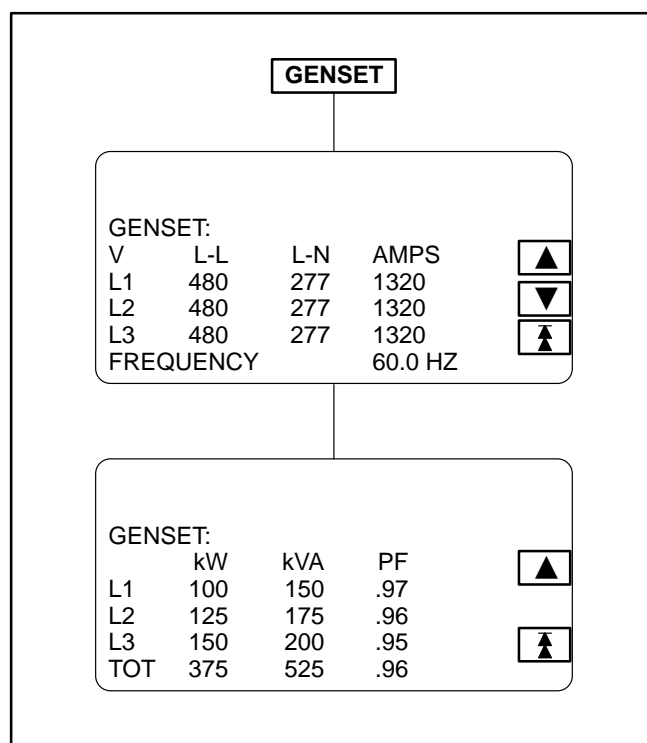 GENSET
GENSET:
V L-L L-N AMPS
L1 480 277 1320
L2 480 277 1320
L3 480 277 1320
FREQUENCY 60.0 HZ
GENSET:
kW kVA PF
L1 100 150 .97
L2 125 175 .96
L3 150 200 .95
TOT 375 525 .96